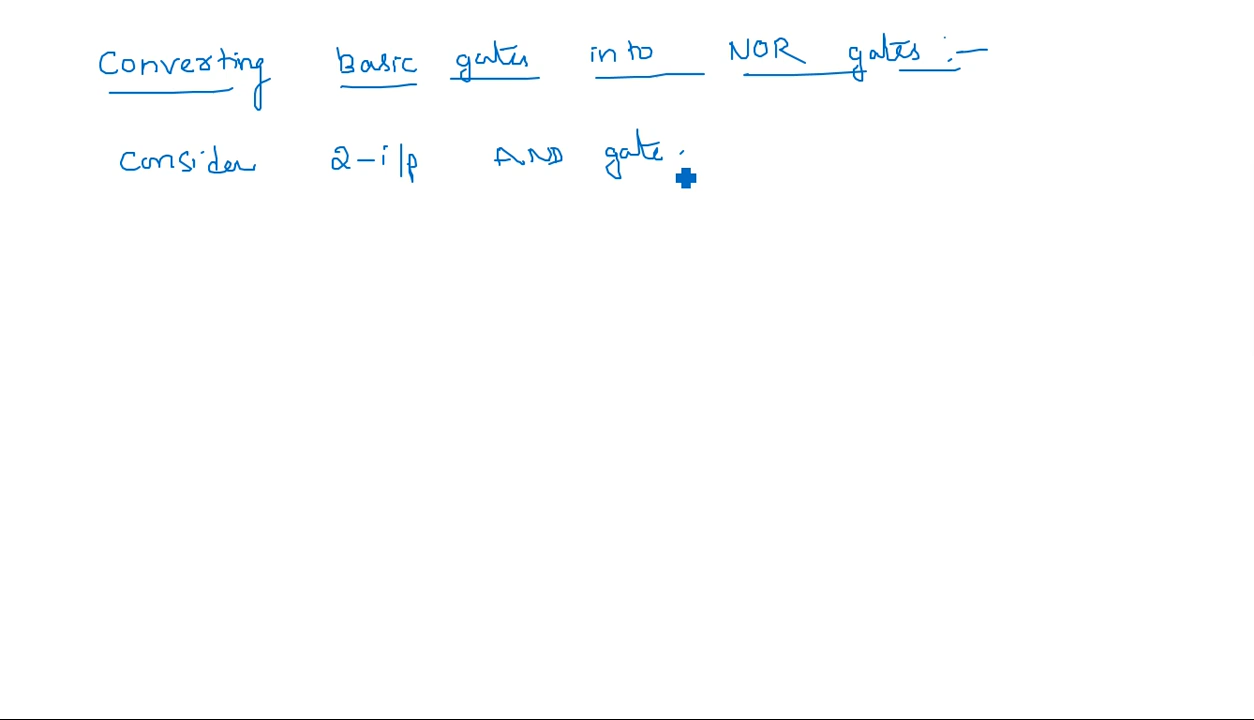 Converting basic gates into NOR gates :-
Consider 2-i/p AND gate.